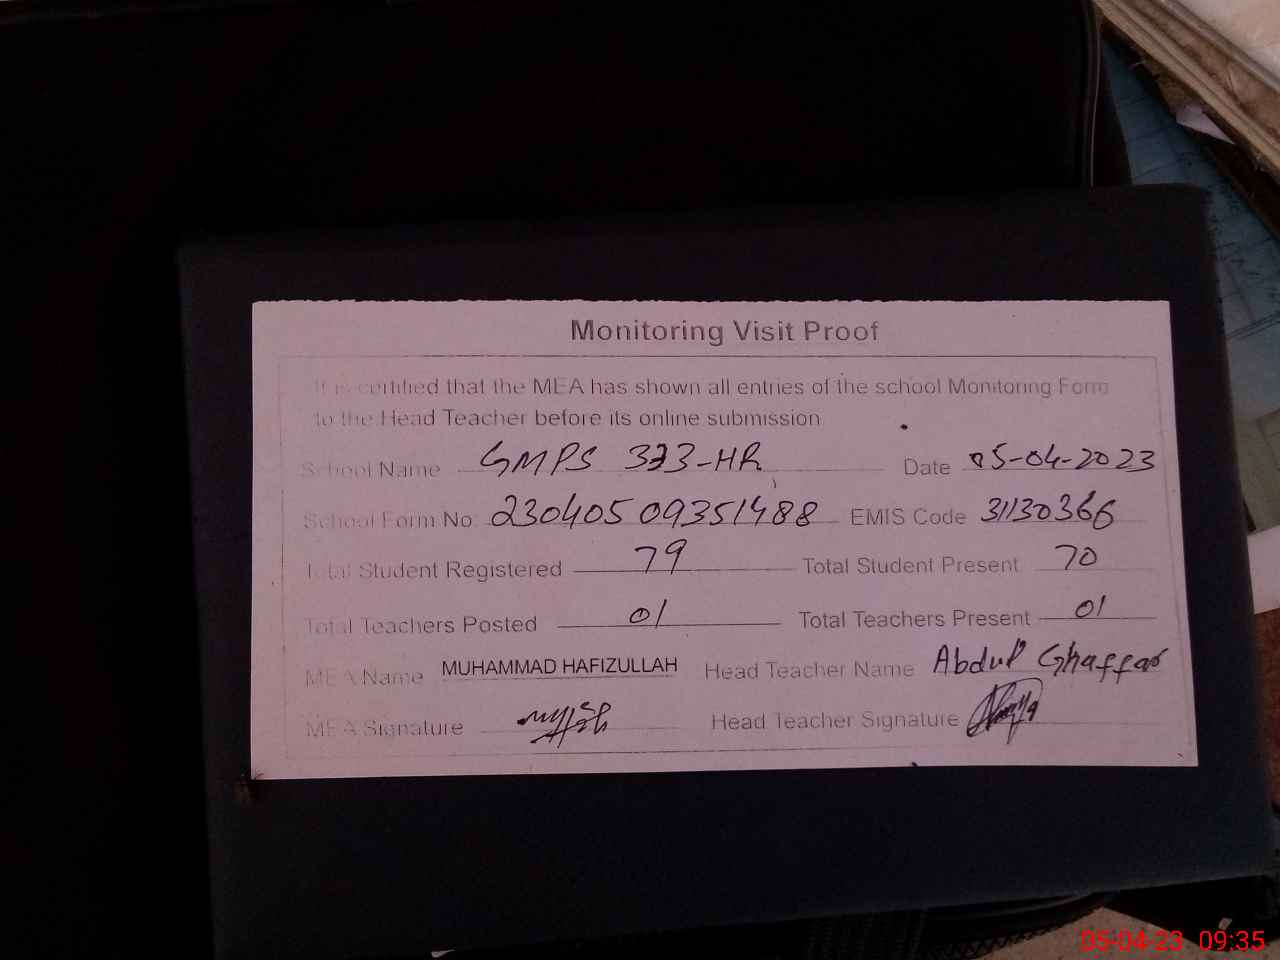 Monitoring Visit Proof
It is certified that the MEA has shown all entries of the school Monitoring Form
to the Head Teacher before its online submission
School Name GMPS 323-HR Date 05-04-2023
School Form No: 23040509351488 EMIS Code 31130366
Total Student Registered 79 Total Student Present 70
Total Teachers Posted 01 Total Teachers Present 01
MEA Name MUHAMMAD HAFIZULLAH Head Teacher Name Abdul Ghaffar
MEA Signature Head Teacher Signature
05-04-23 09:35